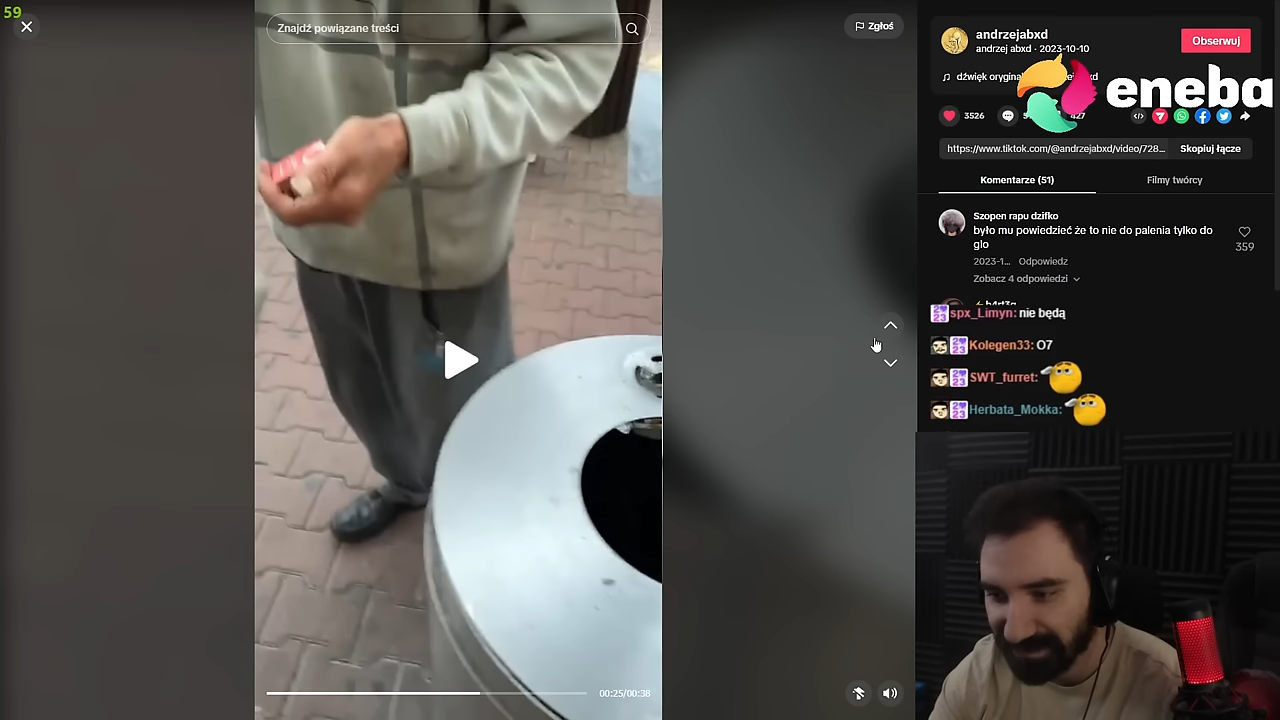 59
Znajdź powiązane treści
Zgłoś
andrzejabxd
andrzej abxd · 2023-10-10
Obserwuj
dźwięk
eneba
3526
427
https://www.tiktok.com/@andrzejabxd/video/728...
Skopiuj łącze
Komentarze (51)
Filmy twórcy
Szopen rapu dzifko
było mu powiedzieć że to nie do palenia tylko do
glo
359
2023-1... Odpowiedz
Zobacz 4 odpowiedzi
spx_Limyn: nie będą
Kolegen33: O7
SWT_furret:
Herbata_Mokka:
00:25/00:38